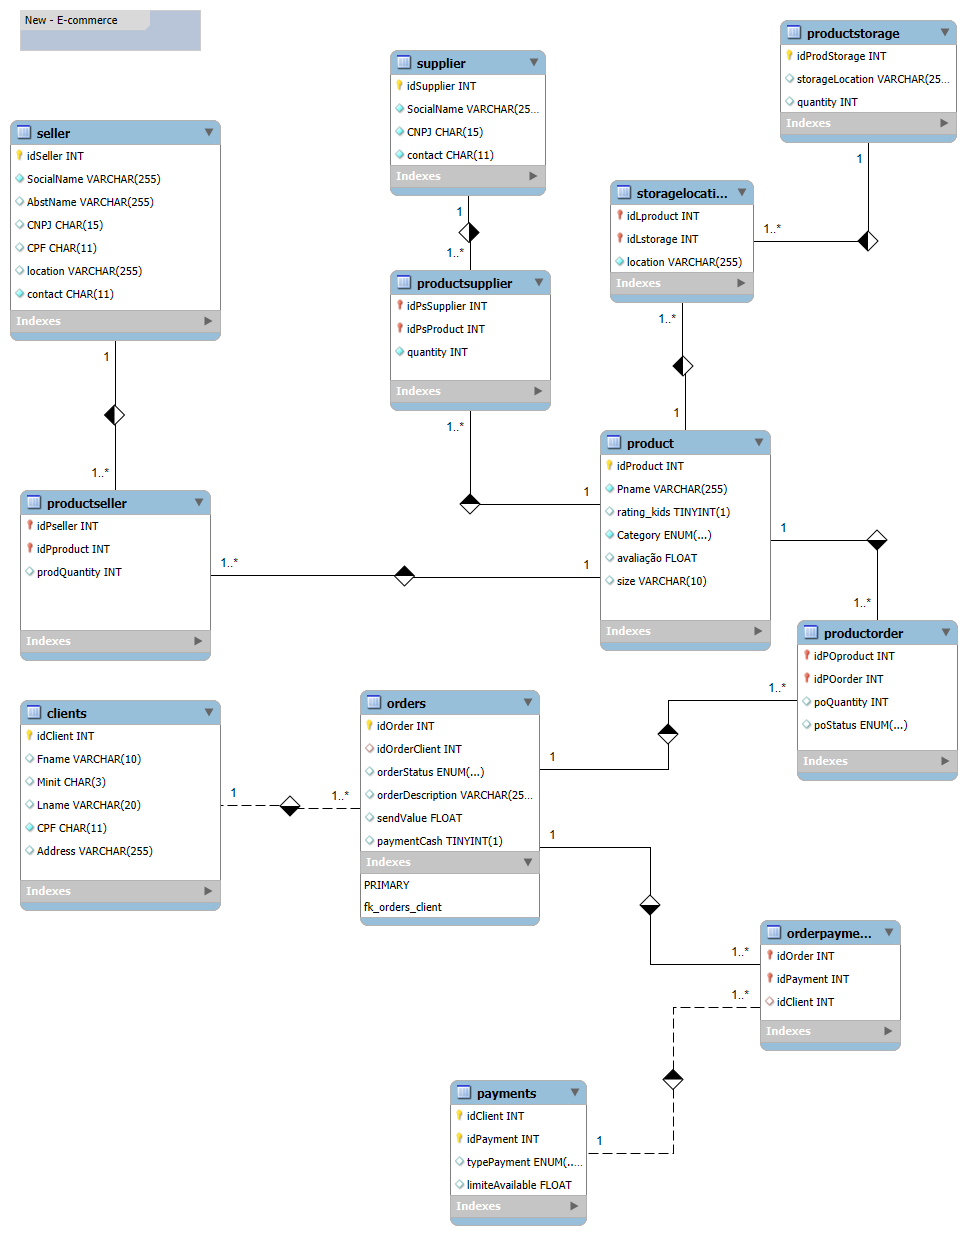 New - E-commerce
productstorage
idProdStorage INT
storageLocation VARCHAR(25...
quantity INT
Indexes
1
supplier
idSupplier INT
SocialName VARCHAR(25...
CNPJ CHAR(15)
contact CHAR(11)
Indexes
1
1..*
seller
idSeller INT
SocialName VARCHAR(255)
AbstName VARCHAR(255)
CNPJ CHAR(15)
CPF CHAR(11)
location VARCHAR(255)
contact CHAR(11)
Indexes
1
1..*
storagelocati...
idLproduct INT
idLstorage INT
location VARCHAR(255)
Indexes
1..*
1..*
1
productsupplier
idPsSupplier INT
idPsProduct INT
quantity INT
Indexes
1..*
1
product
idProduct INT
Pname VARCHAR(255)
rating_kids TINYINT(1)
Category ENUM(...)
avaliação FLOAT
size VARCHAR(10)
Indexes
1
1..*
productseller
idPseller INT
idPproduct INT
prodQuantity INT
Indexes
1..*
1
productorder
idPOproduct INT
idPOorder INT
poQuantity INT
poStatus ENUM(...)
Indexes
1..*
clients
idClient INT
Fname VARCHAR(10)
Minit CHAR(3)
Lname VARCHAR(20)
CPF CHAR(11)
Address VARCHAR(255)
Indexes
1
1..*
orders
idOrder INT
idOrderClient INT
orderStatus ENUM(...)
orderDescription VARCHAR(25...
sendValue FLOAT
paymentCash TINYINT(1)
Indexes
PRIMARY
fk_orders_client
1
1
1..*
orderpayme...
idOrder INT
idPayment INT
idClient INT
Indexes
1..*
payments
idClient INT
idPayment INT
typePayment ENUM(.....
limiteAvailable FLOAT
Indexes
1